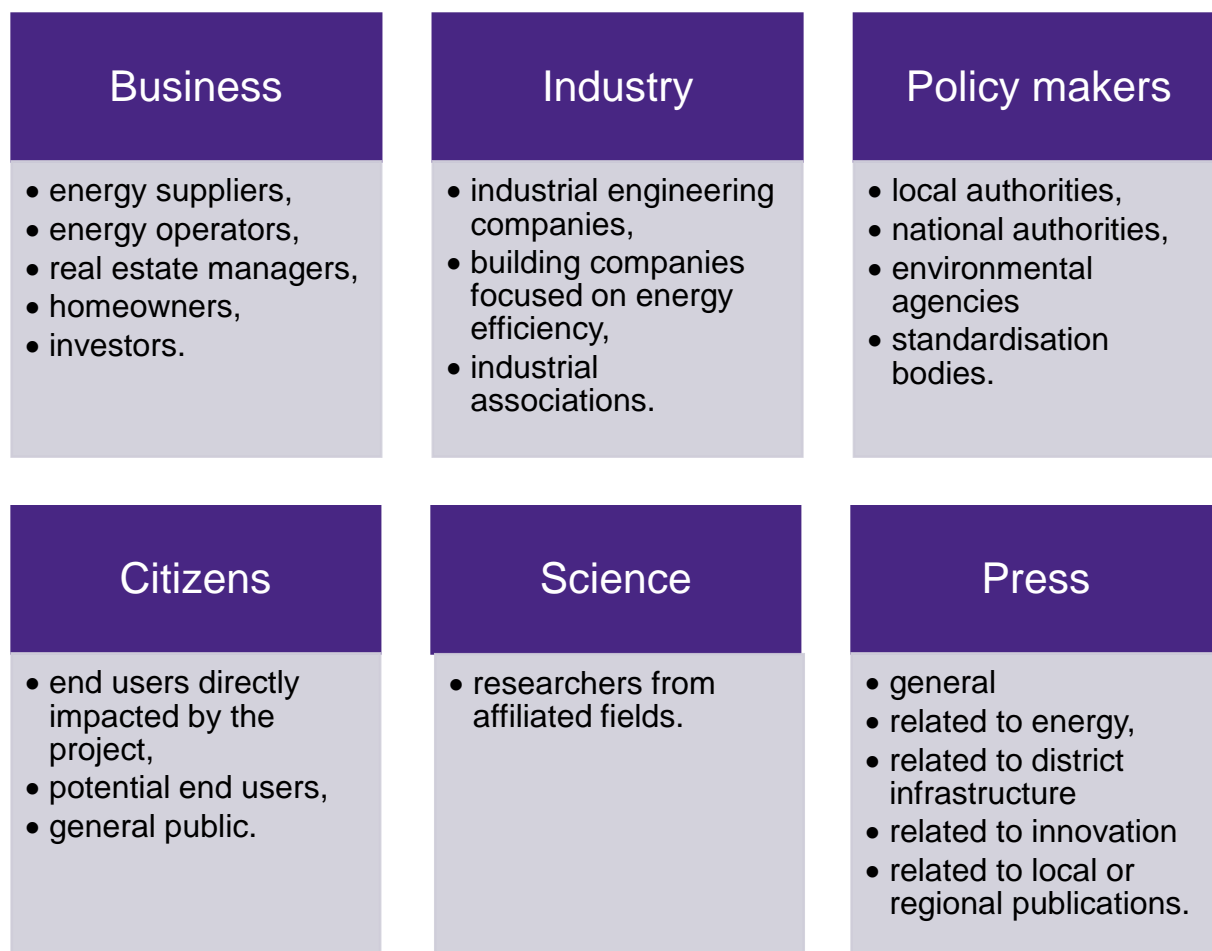 Business
• energy suppliers,
• energy operators,
• real estate managers,
• homeowners,
• investors.
Industry
• industrial engineering
companies,
• building companies
focused on energy
efficiency,
• industrial
associations.
Policy makers
• local authorities,
• national authorities,
• environmental
agencies
• standardisation
bodies.
Citizens
• end users directly
impacted by the
project,
• potential end users,
• general public.
Science
• researchers from
affiliated fields.
Press
• general
• related to energy,
• related to district
infrastructure
• related to innovation
• related to local or
regional publications.